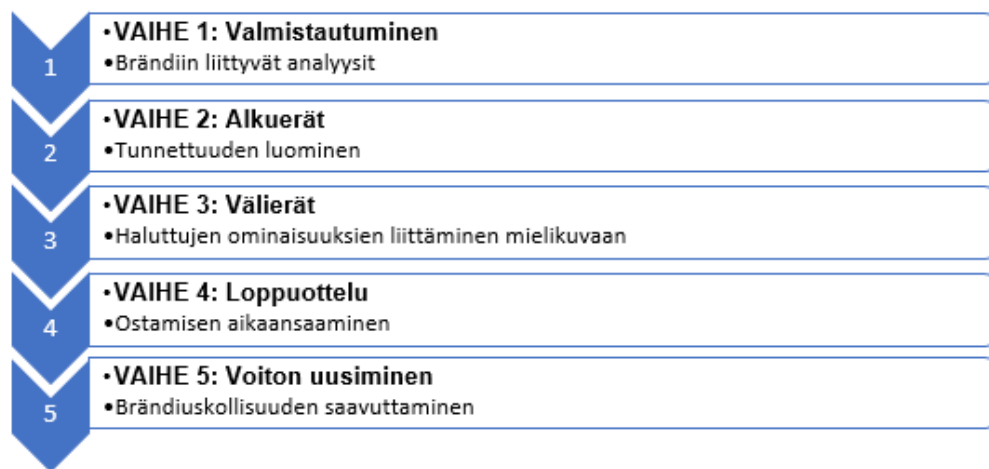 •VAIHE 1: Valmistautuminen
1
•Brändiin liittyvät analyysit
•VAIHE 2: Alkuerät
2
•Tunnettuuden luominen
•VAIHE 3: Välierät
3
•Haluttujen ominaisuuksien liittäminen mielikuvaan
•VAIHE 4: Loppuottelu
4
•Ostamisen aikaansaaminen
•VAIHE 5: Voiton uusiminen
5
•Brändiuskollisuuden saavuttaminen